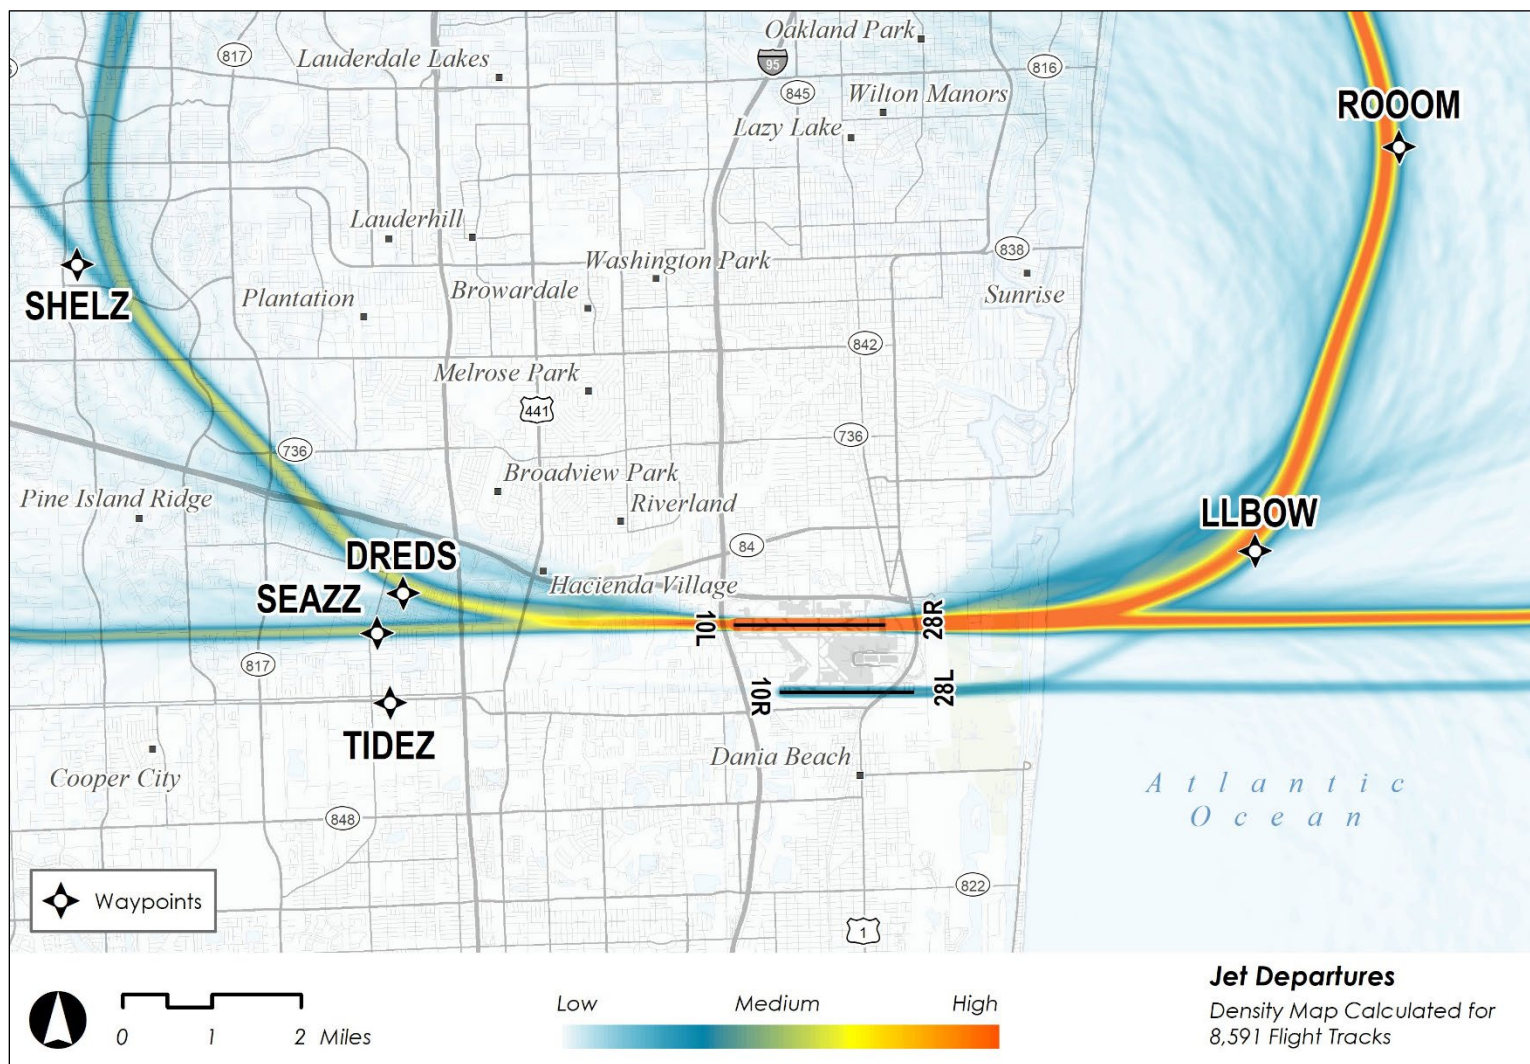 Oakland Park
817
Lauderdale Lakes
95
816
845
Wilton Manors
ROOOM
Lazy Lake
Lauderhill
838
Washington Park
SHELZ
Plantation
Browardale
Sunrise
842
Melrose Park
441
736
736
Broadview Park
Pine Island Ridge
Riverland
LLBOW
84
DREDS
Hacienda Village
SEAZZ
10L
28R
817
10R
28L
TIDEZ
Dania Beach
Cooper City
Atlantic
Ocean
848
822
Waypoints
1
Jet Departures
Low Medium High
Density Map Calculated for
8,591 Flight Tracks
0 1 2 Miles